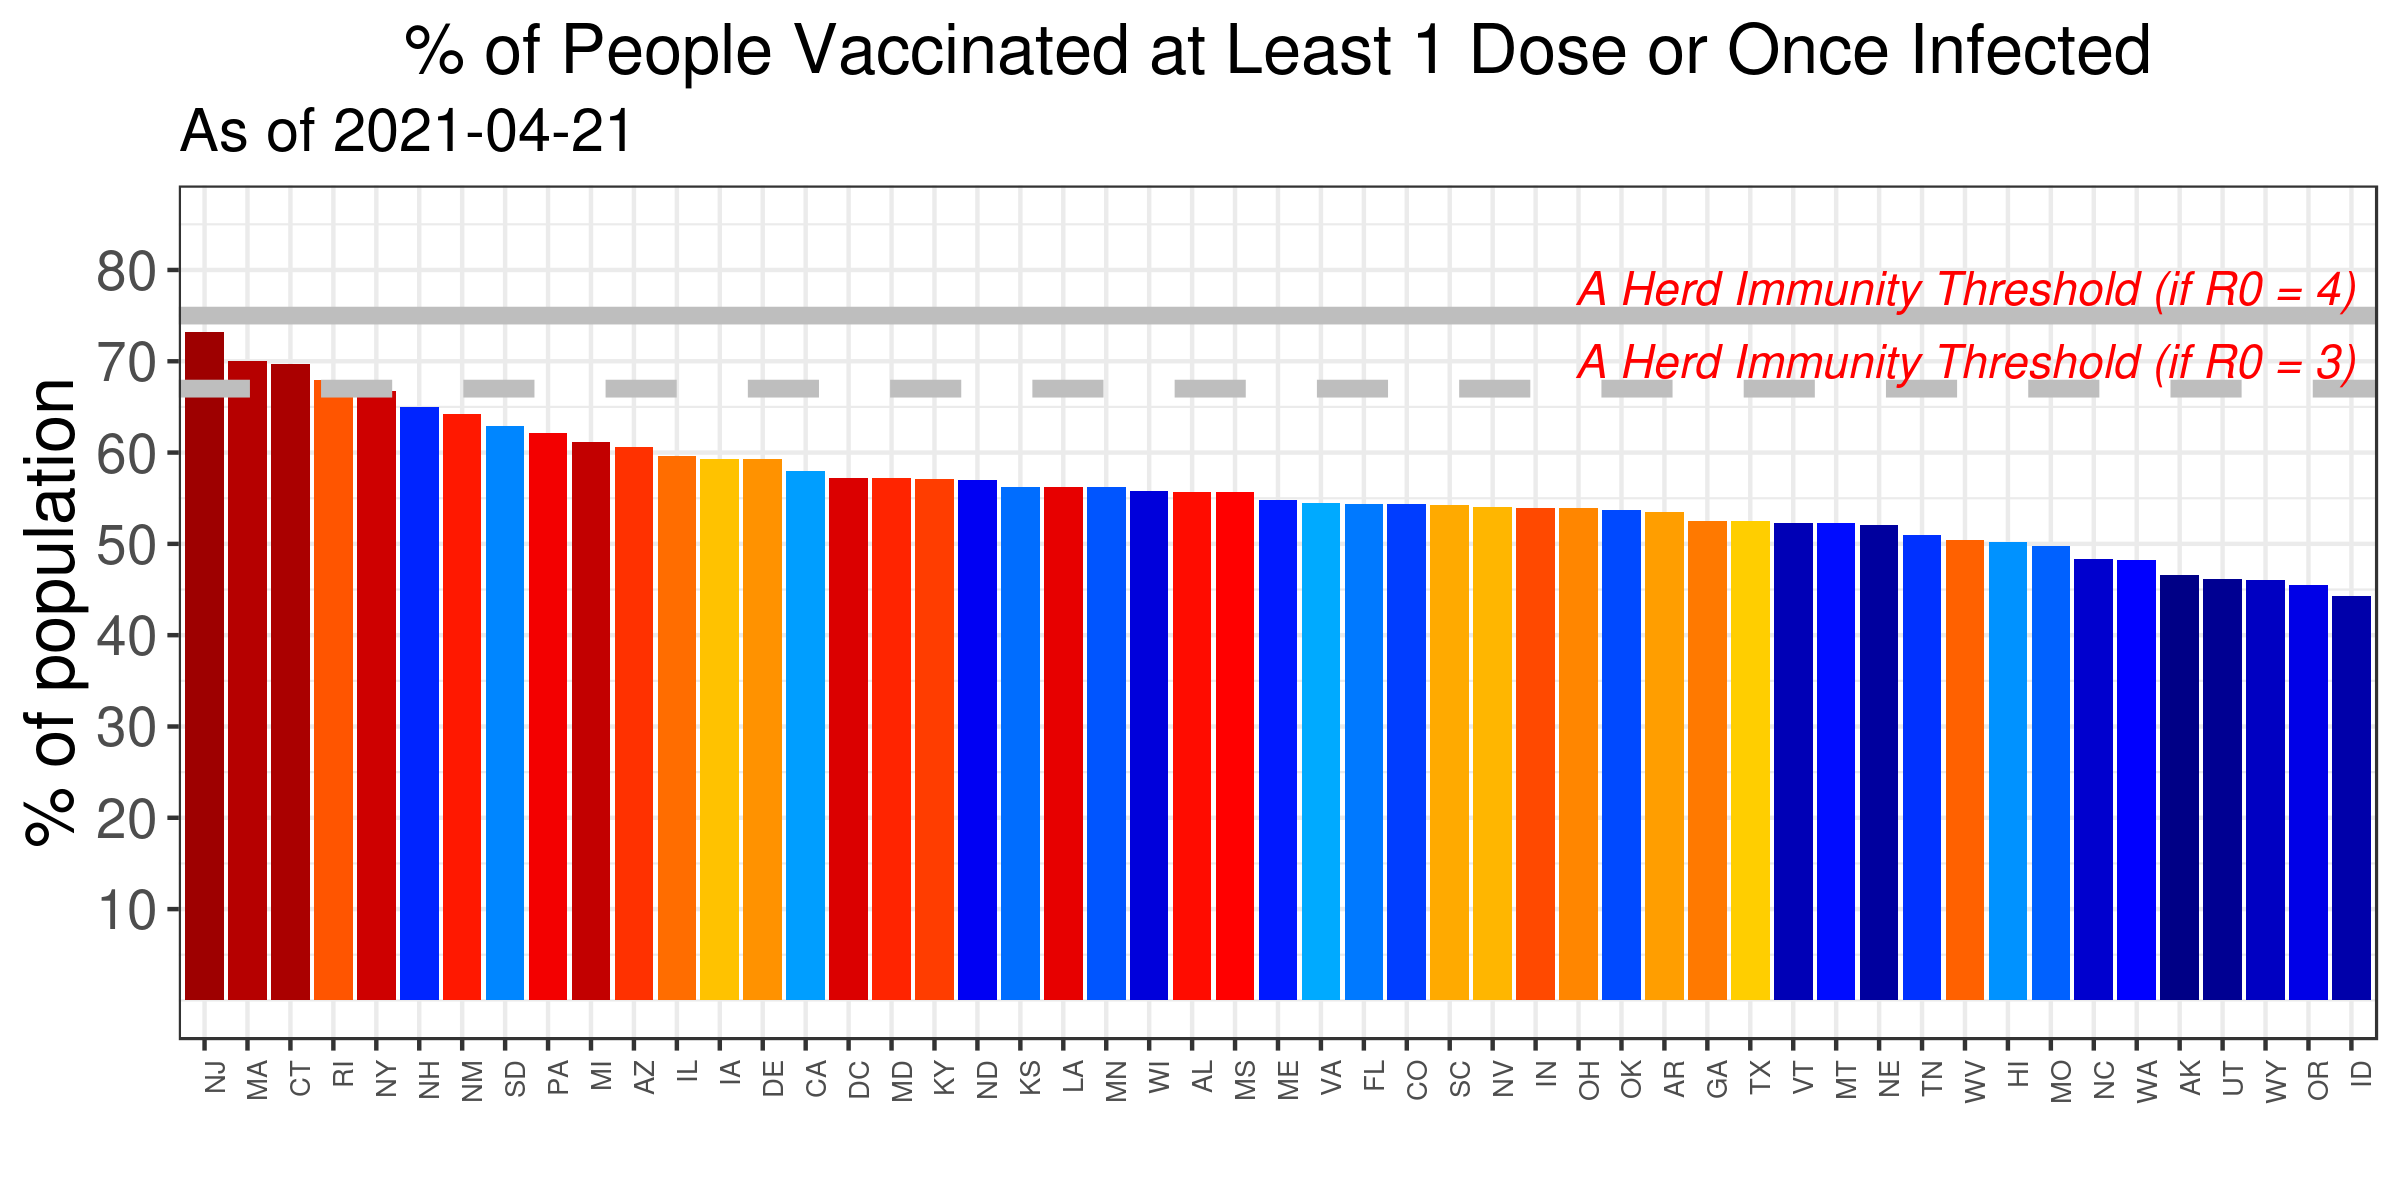 % of People Vaccinated at Least 1 Dose or Once Infected
As of 2021-04-21
% of population
80
70
60
50
40
30
20
10
A Herd Immunity Threshold (if R0 = 4)
A Herd Immunity Threshold (if R0 = 3)
NJ MA CT RI NY NH NM SD PA MI AZ IL IA DE CA DC MD KY ND KS LA MN WI AL MS ME VA FL CO SC NV IN OH OK AR GA TX VT MT NE TN WV HI MO NC WA AK UT WY OR ID